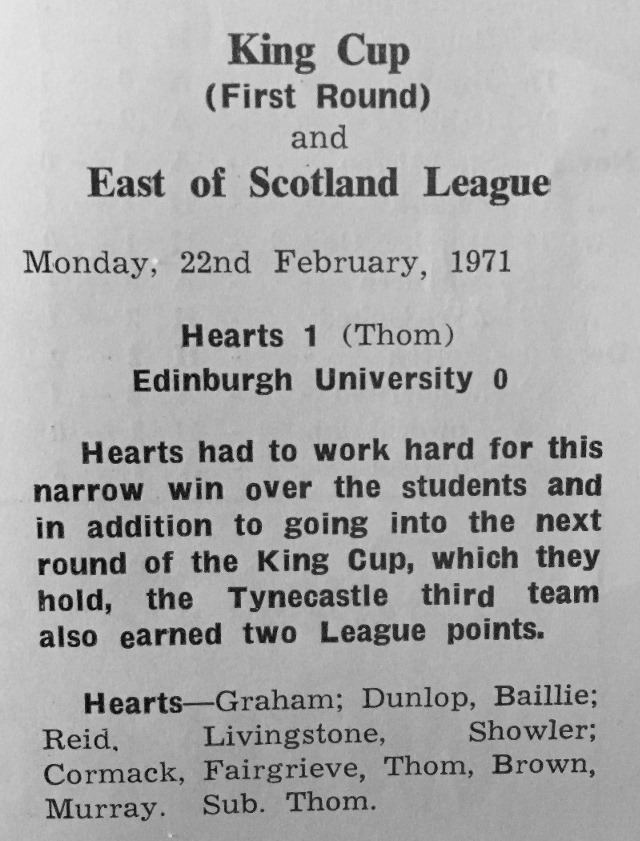 King Cup
(First Round)
and
East of Scotland League
Monday, 22nd February, 1971
Hearts 1 (Thom)
Edinburgh University 0
Hearts had to work hard for this
narrow win over the students and
in addition to going into the next
round of the King Cup, which they
hold, the Tynecastle third team
also earned two League points.
Hearts—Graham; Dunlop, Baillie;
Reid, Livingstone, Showler;
Cormack, Fairgrieve, Thom, Brown,
Murray. Sub. Thom.